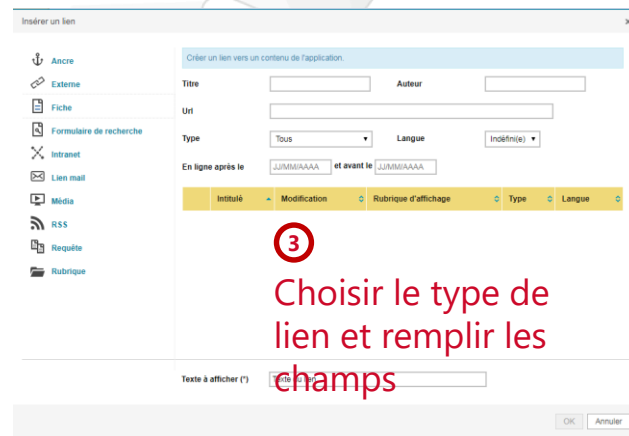 Insérer un lien
Ancre
Externe
Fiche
Formulaire de recherche
Intranet
Lien mail
Média
RSS
Requête
Rubrique
Créer un lien vers un contenu de l'application.
Titre Auteur
Url
Type Tous Langue Indéfini(e)
En ligne après le JJ/MM/AAAA et avant le JJ/MM/AAAA
Intitulé Modification Rubrique d'affichage Type Langue
3
Choisir le type de
lien et remplir les
champs
Texte à afficher (*) Texte du lien
OK Annuler